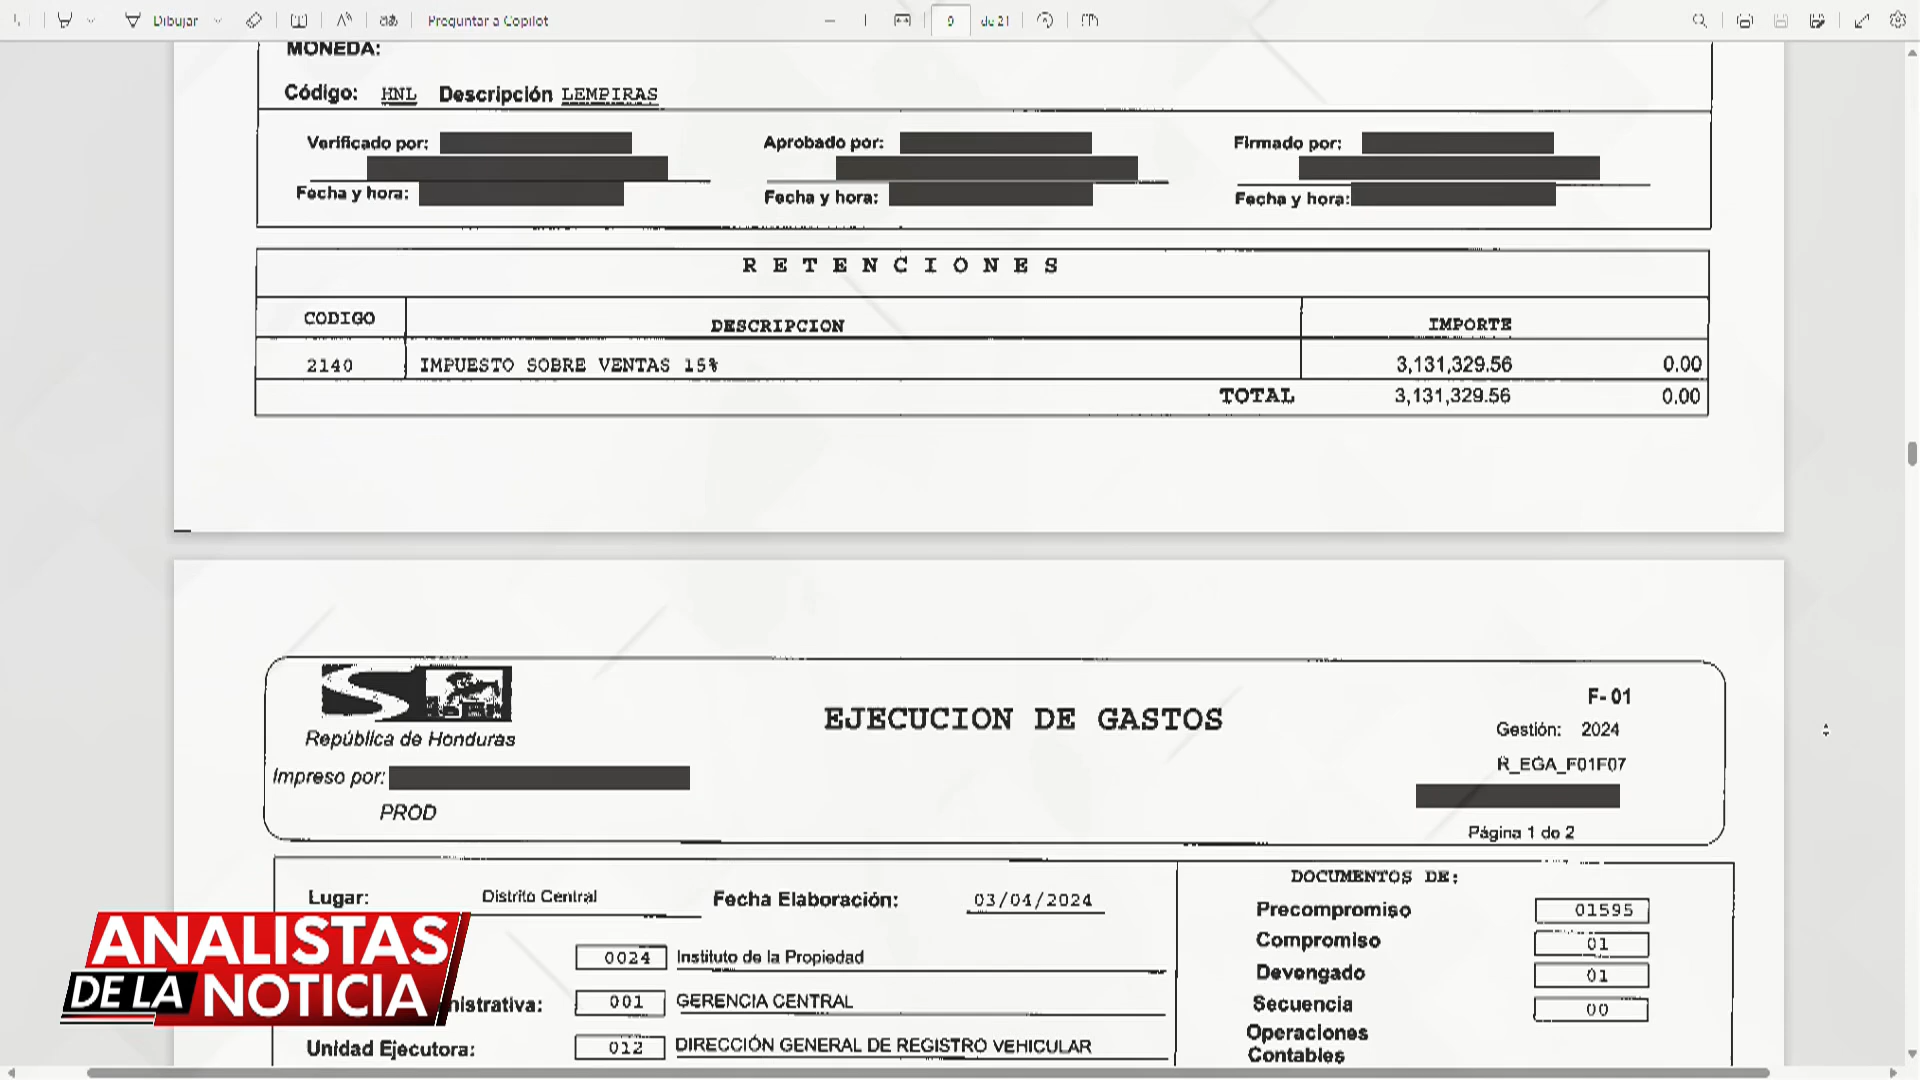 Dibujar
Preguntar a Copilot
9 de 21
MONEDA:
Código: HNL Descripción LEMPIRAS
Verificado por: Aprobado por: Firmado por:
Fecha y hora: Fecha y hora: Fecha y hora:
R E T E N C I O N E S
CODIGO DESCRIPCION IMPORTE
2140 IMPUESTO SOBRE VENTAS 15% 3,131,329.56 0.00
TOTAL 3,131,329.56 0.00
F-01
EJECUCION DE GASTOS
Gestión: 2024
República de Honduras
R_EGA_F01F07
Impreso por:
PROD
Página 1 de 2
DOCUMENTOS DE:
Lugar: Distrito Central Fecha Elaboración: 03/04/2024
Precompromiso 01595
Compromiso 01
0024 Instituto de la Propiedad
Devengado 01
nistrativa: 001 GERENCIA CENTRAL
Secuencia 00
Operaciones
Contables
Unidad Ejecutora: 012 DIRECCIÓN GENERAL DE REGISTRO VEHICULAR
ANALISTAS
DE LA NOTICIA